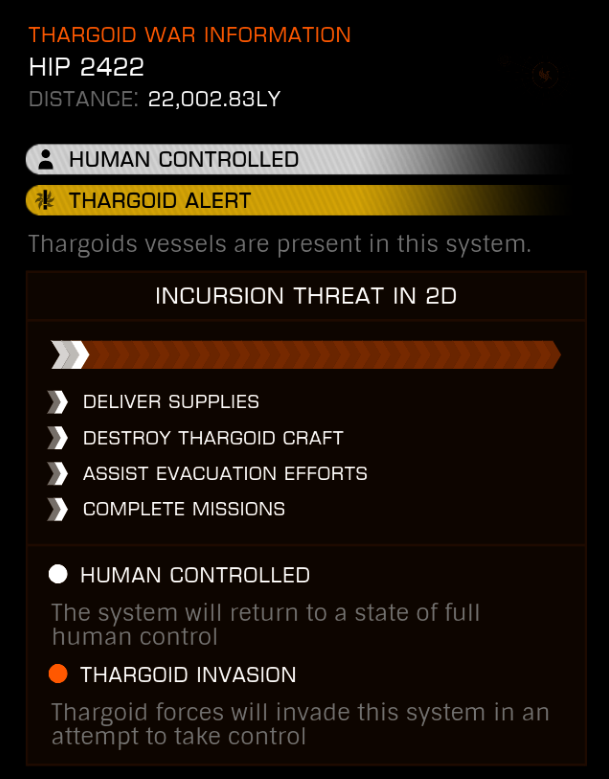 THARGOID WAR INFORMATION
HIP 2422
DISTANCE: 22,002.83LY
HUMAN CONTROLLED
THARGOID ALERT
Thargoids vessels are present in this system.
INCURSION THREAT IN 2D
DELIVER SUPPLIES
DESTROY THARGOID CRAFT
ASSIST EVACUATION EFFORTS
COMPLETE MISSIONS
HUMAN CONTROLLED
The system will return to a state of full
human control
THARGOID INVASION
Thargoid forces will invade this system in an
attempt to take control